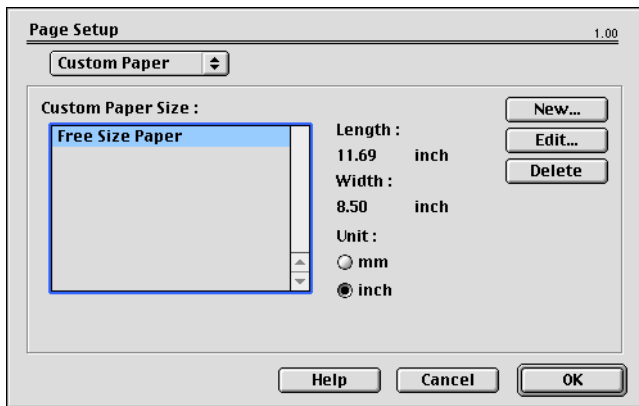 Page Setup
1.00
Custom Paper
Custom Paper Size :
Free Size Paper
Length :
11.69 inch
Width :
8.50 inch
Unit :
mm
inch
New...
Edit...
Delete
Help
Cancel
OK